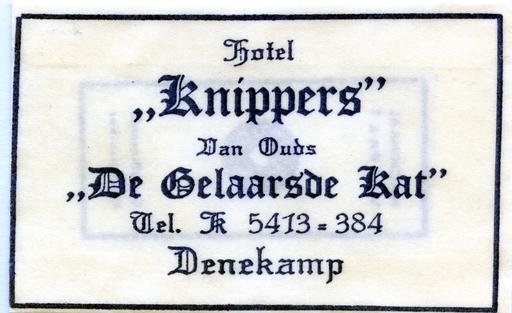 Hotel
„Knippers”
Van Ouds
„De Gelaarsde Kat”
Tel. K 5413=384
Denekamp